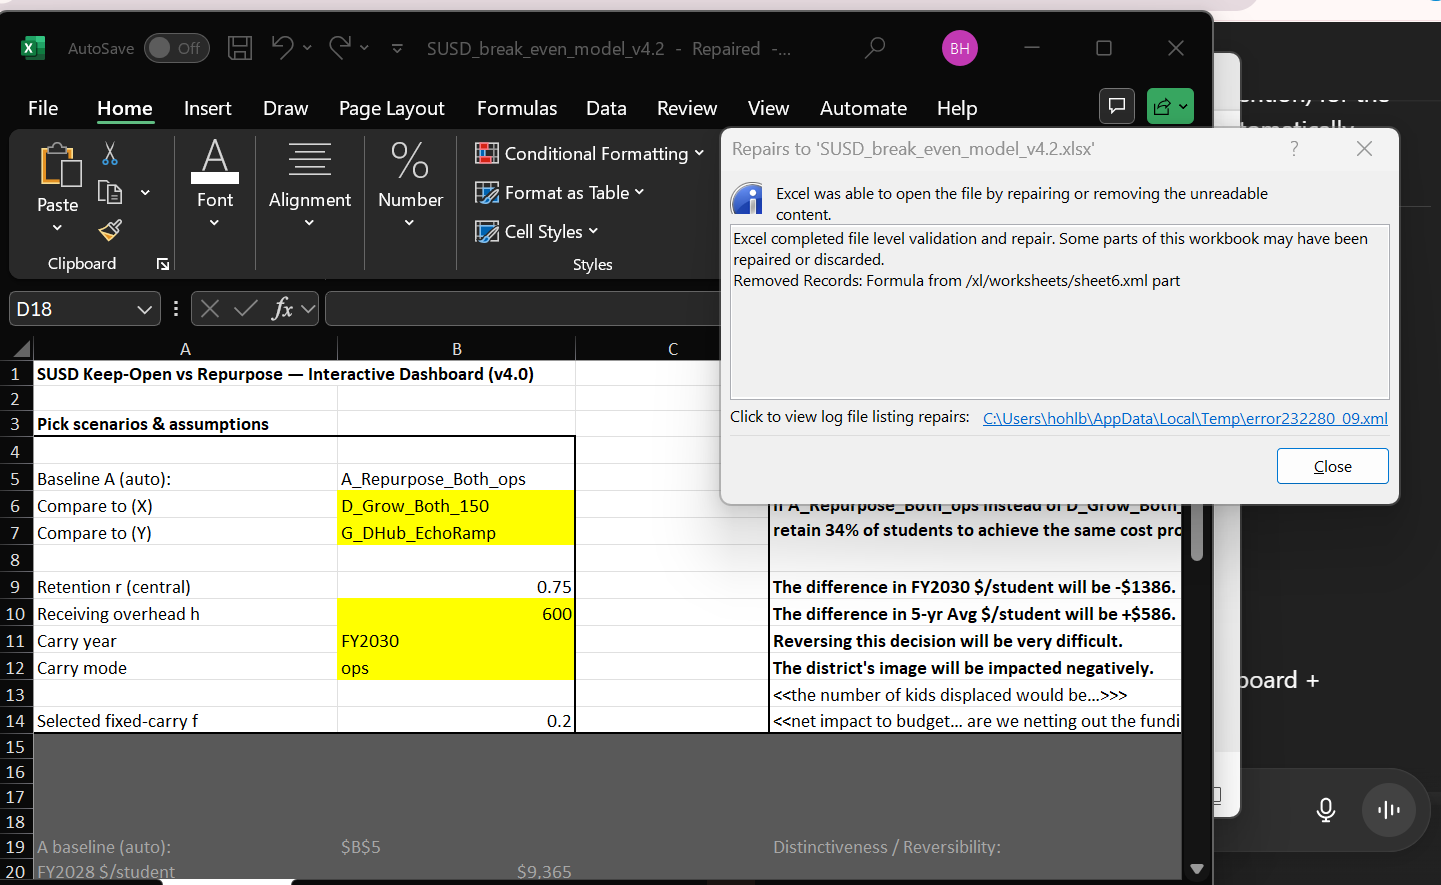 AutoSave Off SUSD_break_even_model_v4.2 - Repaired -... BH
File Home Insert Draw Page Layout Formulas Data Review View Automate Help
Paste
Clipboard
Font
Alignment
%
Number
Conditional Formatting
Format as Table
Cell Styles
Styles
D18
fx
A B C
1 SUSD Keep-Open vs Repurpose — Interactive Dashboard (v4.0)
2
3 Pick scenarios & assumptions
4
5 Baseline A (auto): A_Repurpose_Both_ops
6 Compare to (X) D_Grow_Both_150
7 Compare to (Y) G_DHub_EchoRamp retain 34% of students to achieve the same cost pro
8
9 Retention r (central) 0.75 The difference in FY2030 $/student will be -$1386.
10 Receiving overhead h 600 The difference in 5-yr Avg $/student will be +$586.
11 Carry year FY2030 Reversing this decision will be very difficult.
12 Carry mode ops The district's image will be impacted negatively.
13 <<the number of kids displaced would be...>>>
14 Selected fixed-carry f 0.2 <<net impact to budget... are we netting out the fundi
15
16
17
18
19 A baseline (auto): $B$5 Distinctiveness / Reversibility:
20 FY2028 $/student $9,365
Repairs to 'SUSD_break_even_model_v4.2.xlsx' ?
Excel was able to open the file by repairing or removing the unreadable
content.
Excel completed file level validation and repair. Some parts of this workbook may have been
repaired or discarded.
Removed Records: Formula from /xl/worksheets/sheet6.xml part
Click to view log file listing repairs: C:\Users\hohlb\AppData\Local\Temp\error232280_09.xml
Close
board +